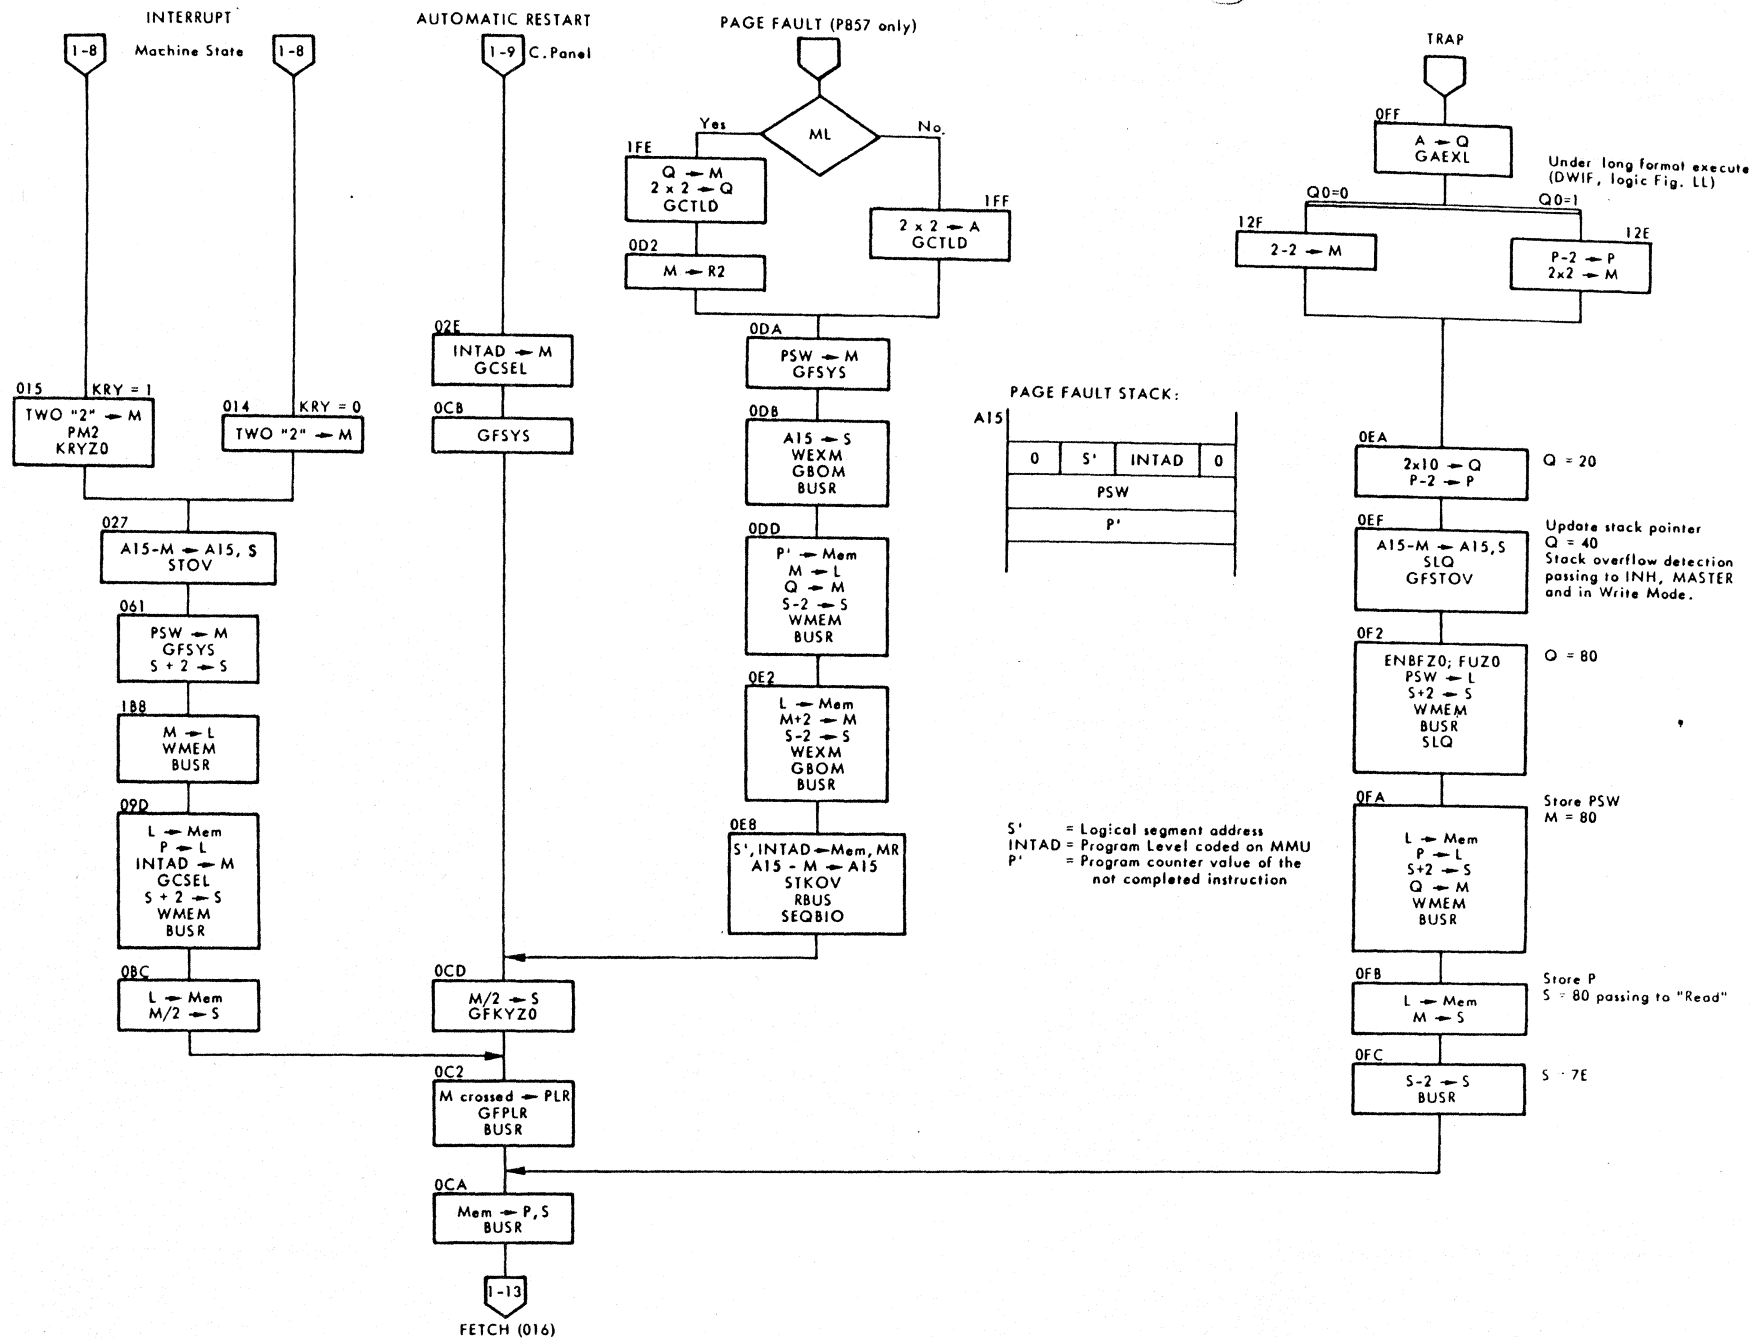 INTERRUPT
1-8
Machine State
1-8
015
KRY = 1
TWO "2" → M
PM2
KRYZ0
014
KRY = 0
TWO "2" → M
027
A15-M → A15, S
STOV
061
PSW → M
GFSYS
S + 2 → S
1B8
M → L
WMEM
BUSR
09D
L → Mem
P → L
INTAD → M
GCSEL
S + 2 → S
WMEM
BUSR
0BC
L → Mem
M/2 → S
AUTOMATIC RESTART
1-9
C.Panel
02E
INTAD → M
GCSEL
0CB
GFSYS
0CD
M/2 → S
GFKYZ0
0C2
M crossed → PLR
GFPLR
BUSR
0CA
Mem → P, S
BUSR
1-13
FETCH (016)
PAGE FAULT (P857 only)
ML
Yes
No.
1FE
Q → M
2 x 2 → Q
GCTLD
0D2
M → R2
1FF
2 x 2 → A
GCTLD
0DA
PSW → M
GFSYS
0DB
A15 → S
WEXM
GBOM
BUSR
0DD
P' → Mem
M → L
Q → M
S-2 → S
WMEM
BUSR
0E2
L → Mem
M+2 → M
S-2 → S
WEXM
GBOM
BUSR
0E8
S', INTAD → Mem, MR
A15 - M → A15
STKOV
RBUS
SEQBIO
PAGE FAULT STACK:
A15
0 S' INTAD 0
PSW
P'
S' = Logical segment address
INTAD = Program Level coded on MMU
P' = Program counter value of the
not completed instruction
TRAP
0FF
A → Q
GAEXL
Under long format execute
(DWIF, logic Fig. LL)
Q0=0
Q0=1
12F
2-2 → M
12E
P-2 → P
2x2 → M
0EA
2x10 → Q
P-2 → P
Q = 20
0EF
A15-M → A15, S
SLQ
GFSTOV
Update stack pointer
Q = 40
Stack overflow detection
passing to INH, MASTER
and in Write Mode.
0F2
ENBFZ0; FUZ0
PSW → L
S+2 → S
WMEM
BUSR
SLQ
Q = 80
0FA
L → Mem
P → L
S+2 → S
Q → M
WMEM
BUSR
Store PSW
M = 80
0FB
L → Mem
M → S
Store P
S = 80 passing to "Read"
0FC
S-2 → S
BUSR
S = 7E